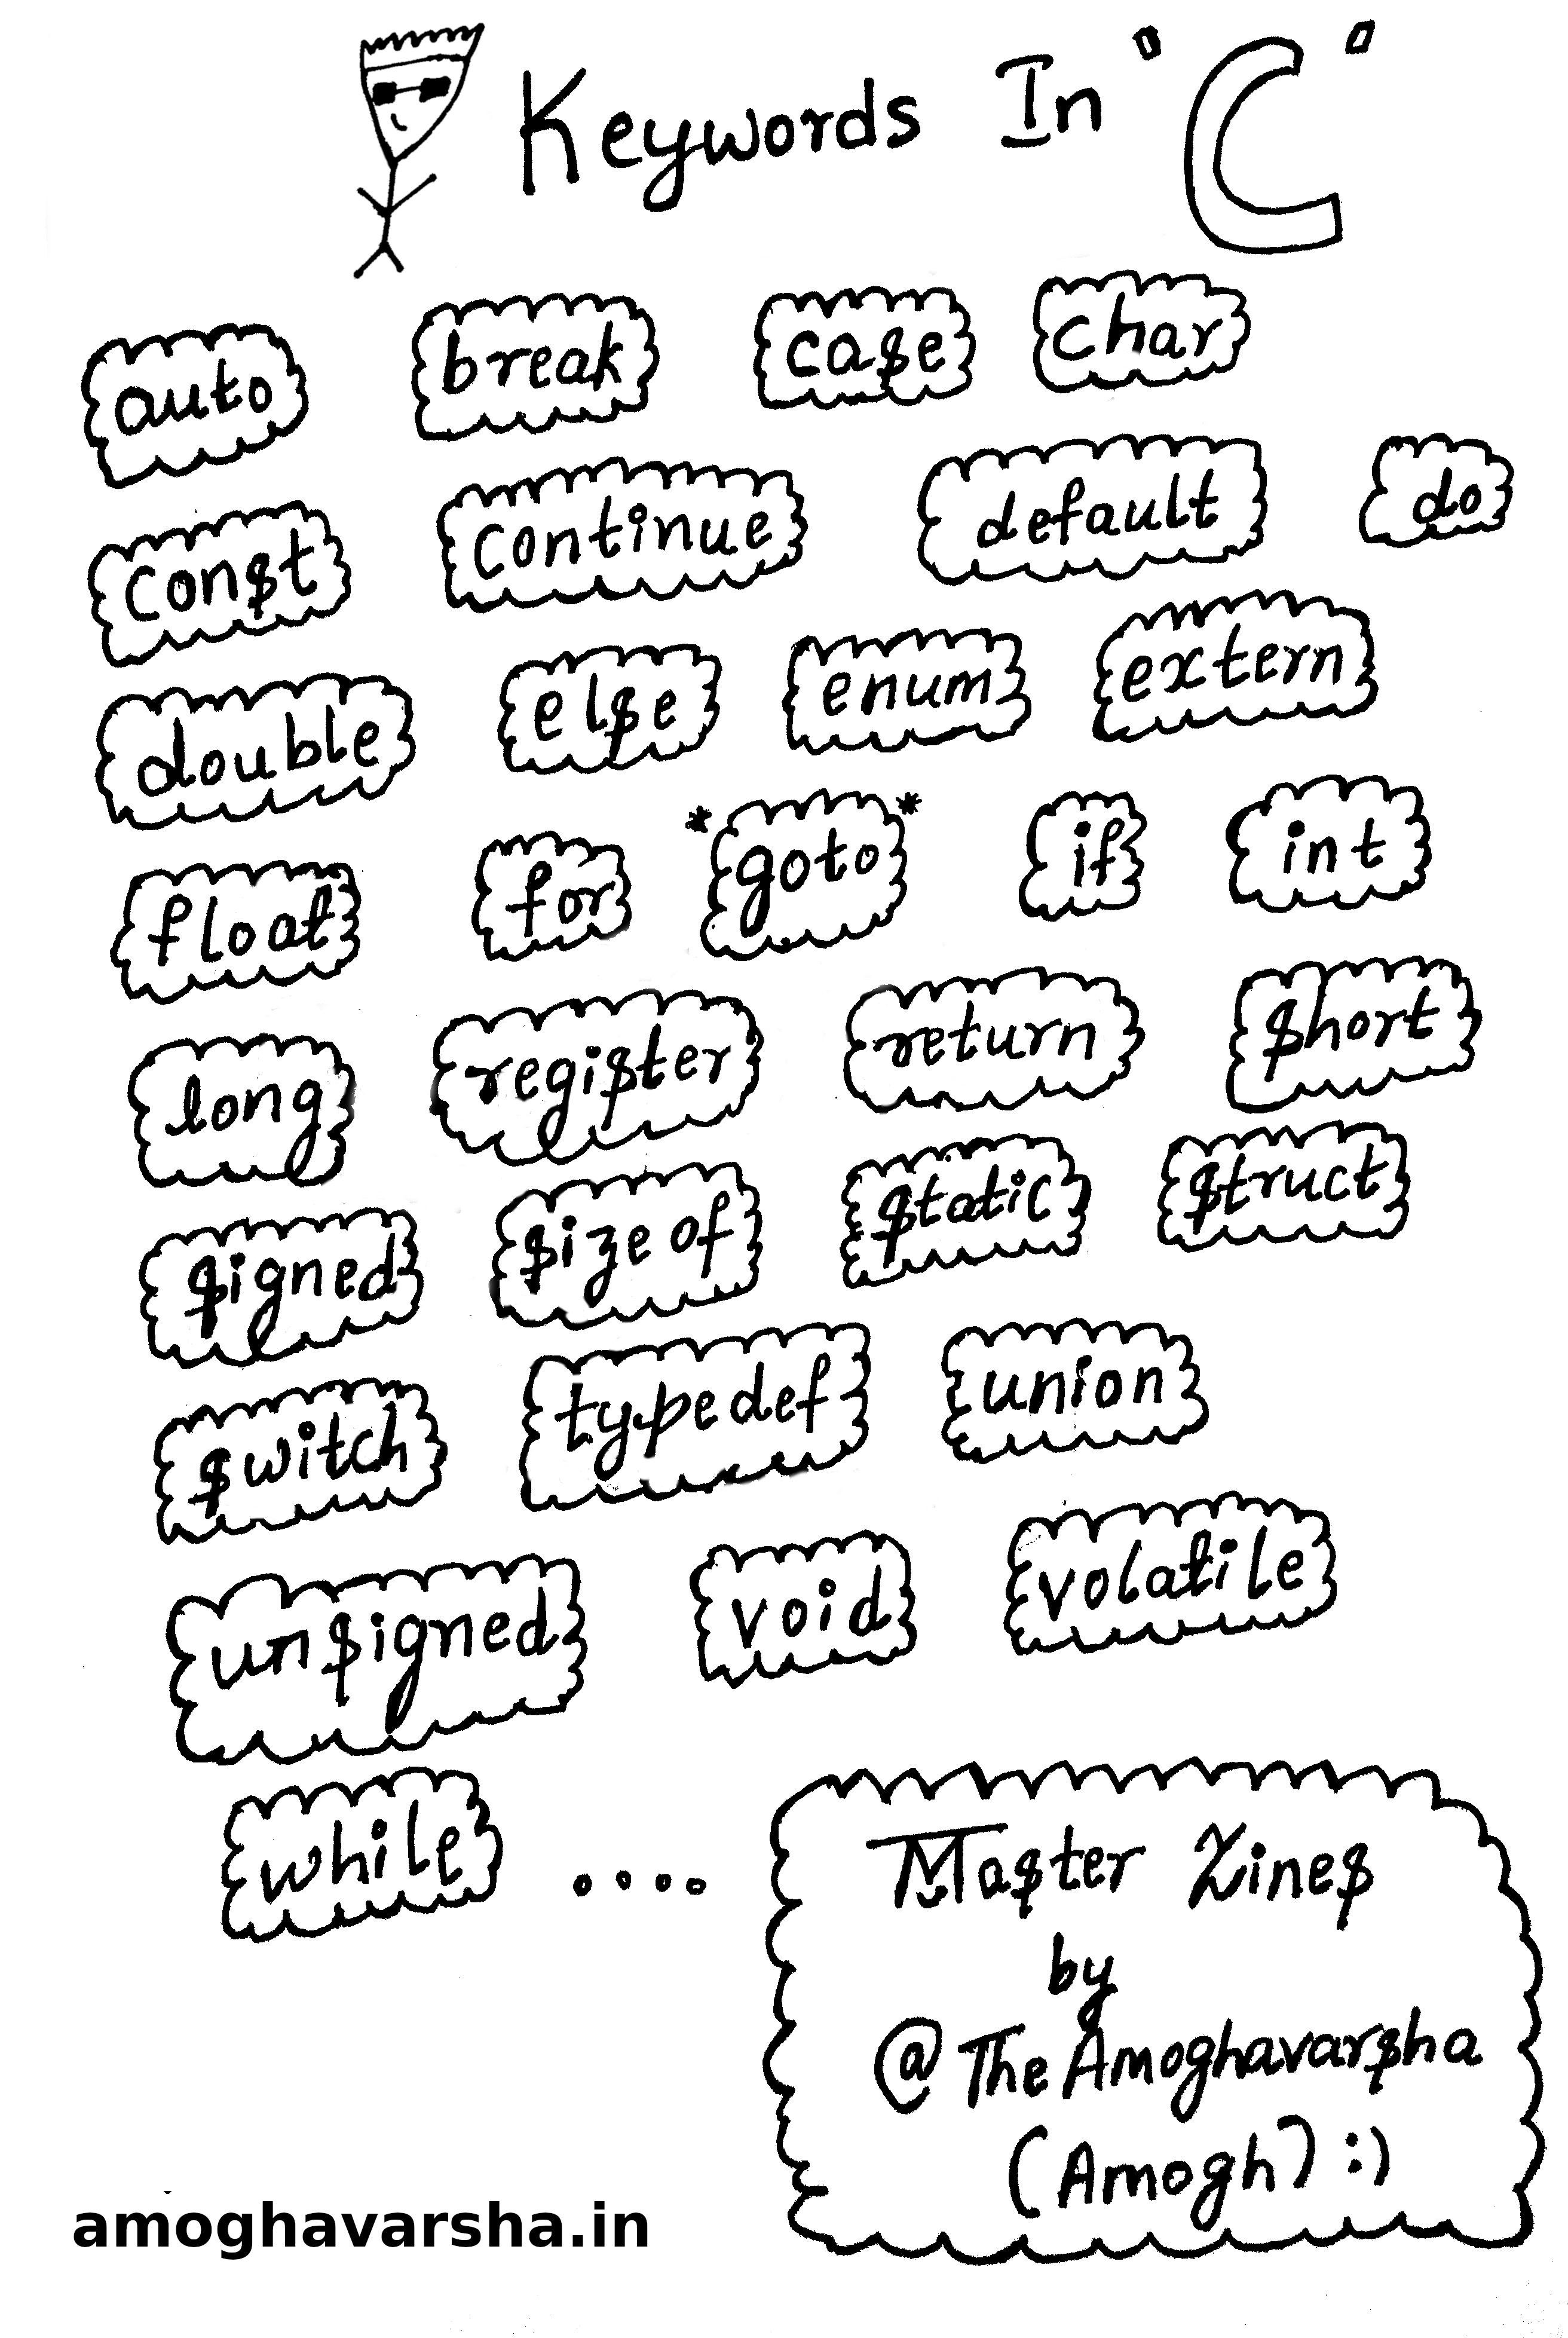 Keywords In "C"
auto break case char
const continue default do
double else enum extern
float for *goto* if int
long register return short
signed sizeof static struct
switch typedef union
unsigned void volatile
while ....
Master Zines
by
@TheAmoghavarsha
(Amogh) :)
amoghavarsha.in